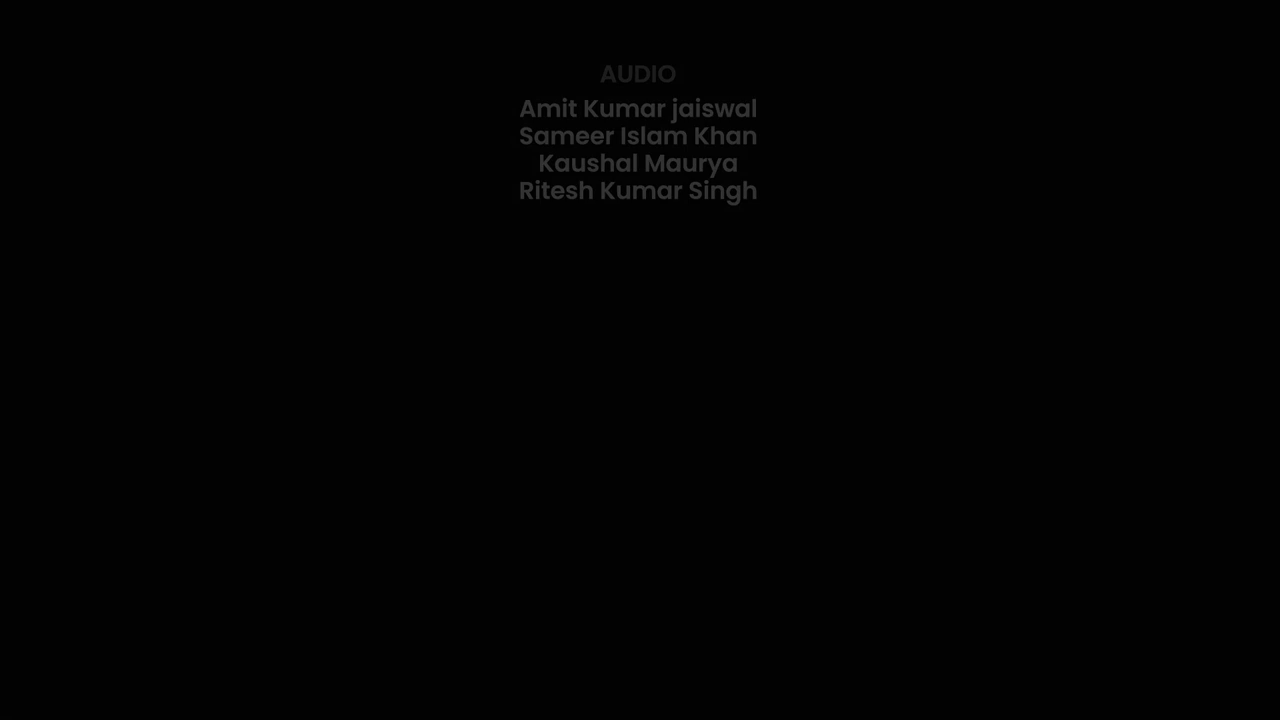 AUDIO
Amit Kumar jaiswal
Sameer Islam Khan
Kaushal Maurya
Ritesh Kumar Singh